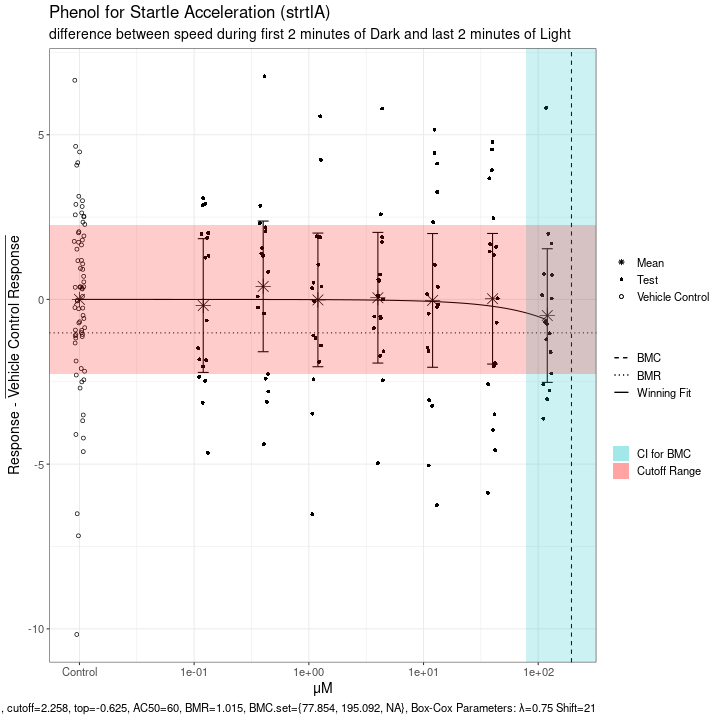 Phenol for Startle Acceleration (strtlA)
difference between speed during first 2 minutes of Dark and last 2 minutes of Light
Response - Vehicle Control Response
5
0
-5
-10
Control
1e-01
1e+00
1e+01
1e+02
μM
Mean
Test
Vehicle Control
BMC
BMR
Winning Fit
CI for BMC
Cutoff Range
, cutoff=2.258, top=-0.625, AC50=60, BMR=1.015, BMC.set={77.854, 195.092, NA}, Box-Cox Parameters: λ=0.75 Shift=21